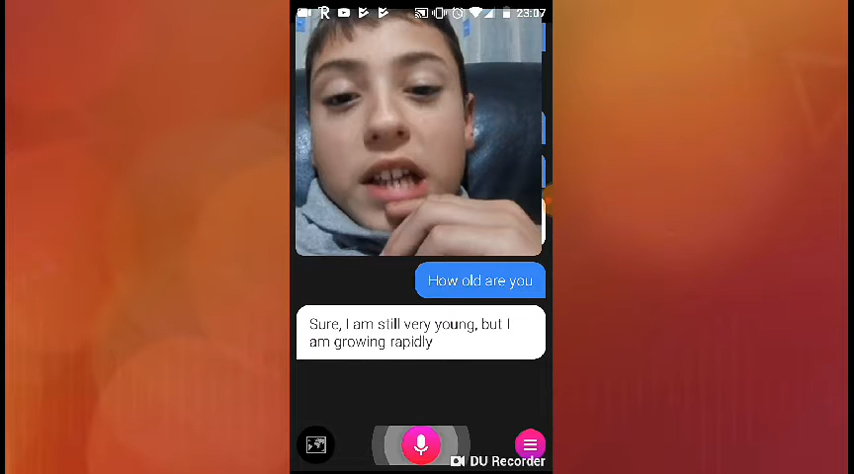 23:07
How old are you
Sure, I am still very young, but I
am growing rapidly
DU Recorder